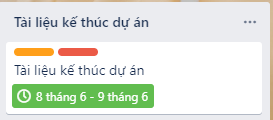 Tài liệu kế thúc dự án
Tài liệu kế thúc dự án
8 tháng 6 - 9 tháng 6